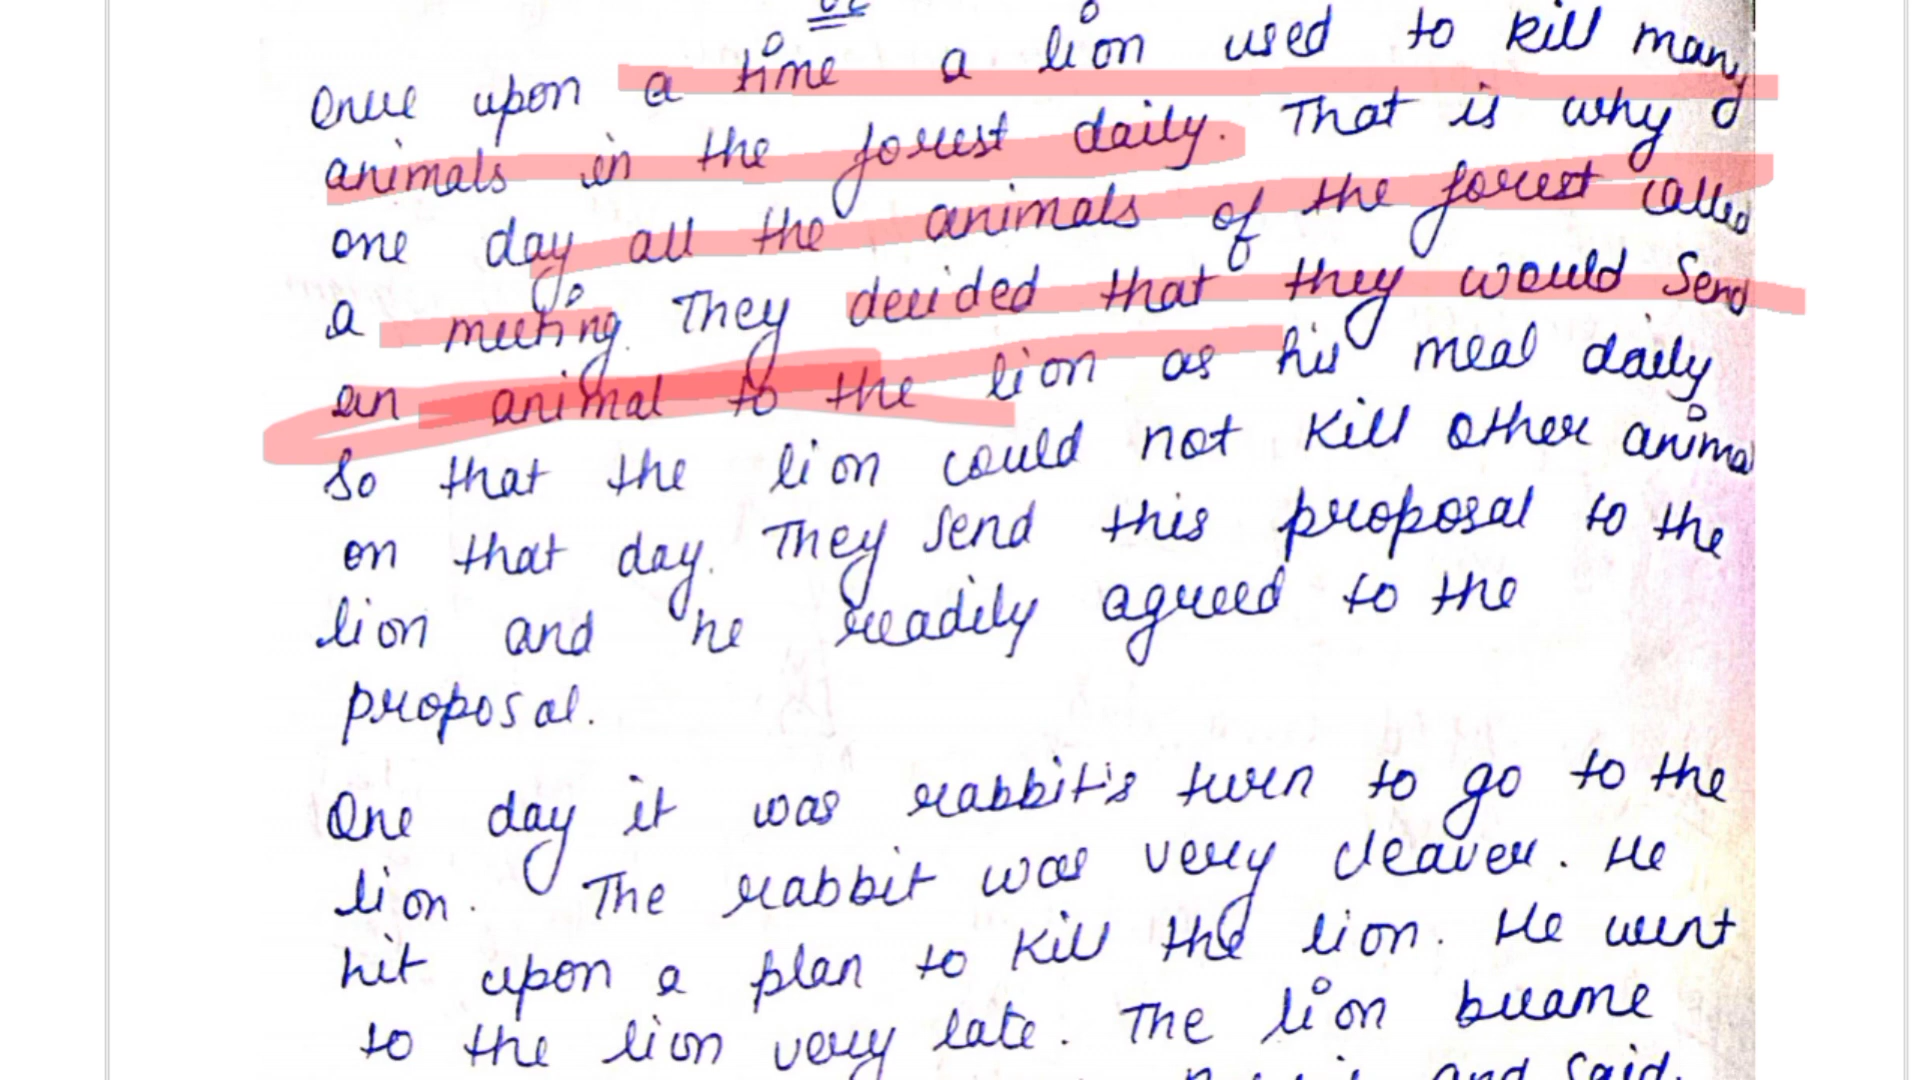 Once upon a time a lion used to kill many
animals in the forest daily. That is why
one day all the animals of the forest called
a meeting. They decided that they would Send
an animal to the lion as his meal daily
So that the lion could not kill other anima
on that day. They send this proposal to the
lion and he readily agreed to the
proposal.
One day it was rabbit's turn to go to the
lion. The rabbit was very cleaver. He
hit upon a plan to kill the lion. He went
to the lion very late. The lion became
and said.